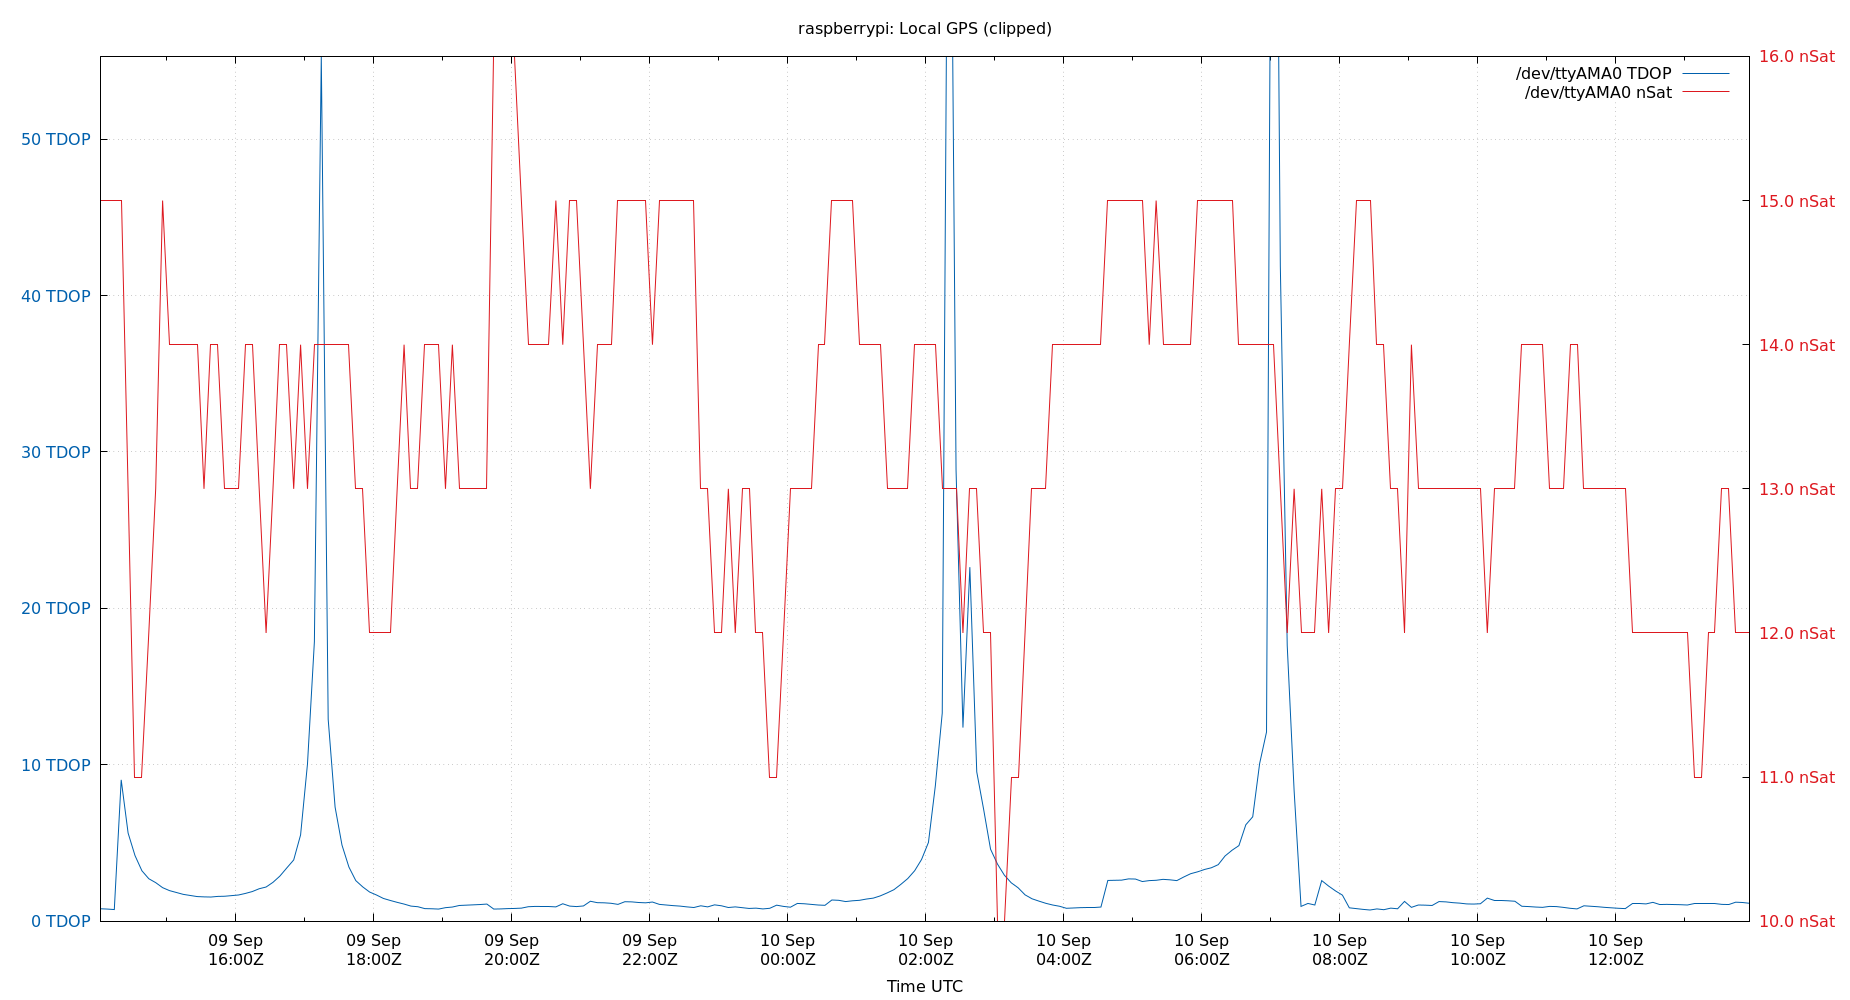 raspberrypi: Local GPS (clipped)
/dev/ttyAMA0 TDOP
/dev/ttyAMA0 nSat
50 TDOP
40 TDOP
30 TDOP
20 TDOP
10 TDOP
0 TDOP
16.0 nSat
15.0 nSat
14.0 nSat
13.0 nSat
12.0 nSat
11.0 nSat
10.0 nSat
09 Sep
16:00Z
09 Sep
18:00Z
09 Sep
20:00Z
09 Sep
22:00Z
10 Sep
00:00Z
10 Sep
02:00Z
10 Sep
04:00Z
10 Sep
06:00Z
10 Sep
08:00Z
10 Sep
10:00Z
10 Sep
12:00Z
Time UTC